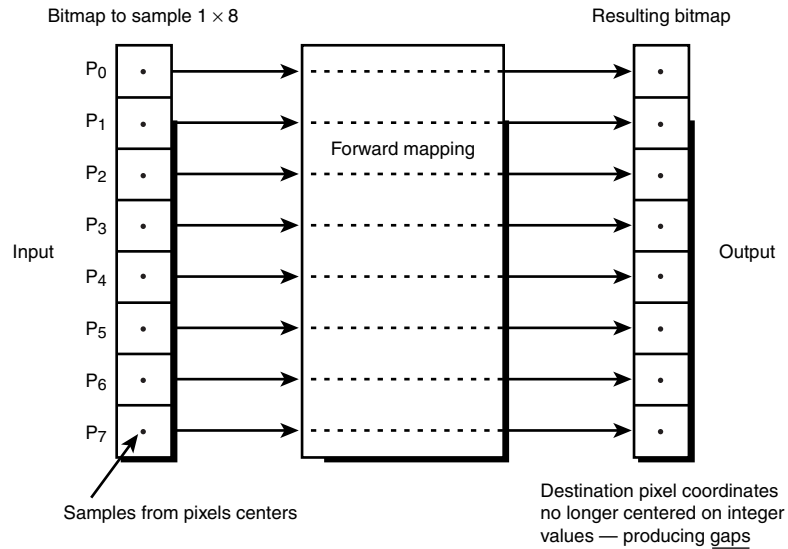 Bitmap to sample 1 × 8
Resulting bitmap
P0
P1
Forward mapping
P2
P3
Input
Output
P4
P5
P6
P7
Samples from pixels centers
Destination pixel coordinates
no longer centered on integer
values — producing gaps